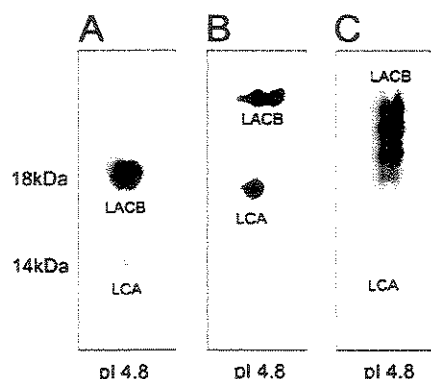 A B C
LACB
LACB
18kDa
LACB
LCA
14kDa
LCA
LCA
pI 4.8 pI 4.8 pI 4.8